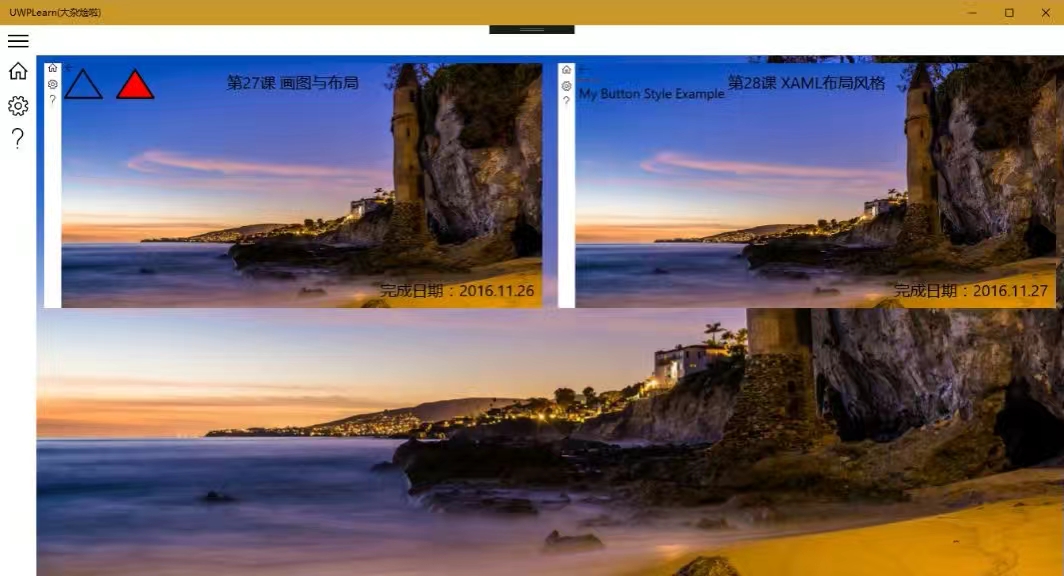 UWPLearn(大杂烩啦)
第27课 画图与布局
第28课 XAML布局风格
My Button Style Example
完成日期：2016.11.26
完成日期：2016.11.27